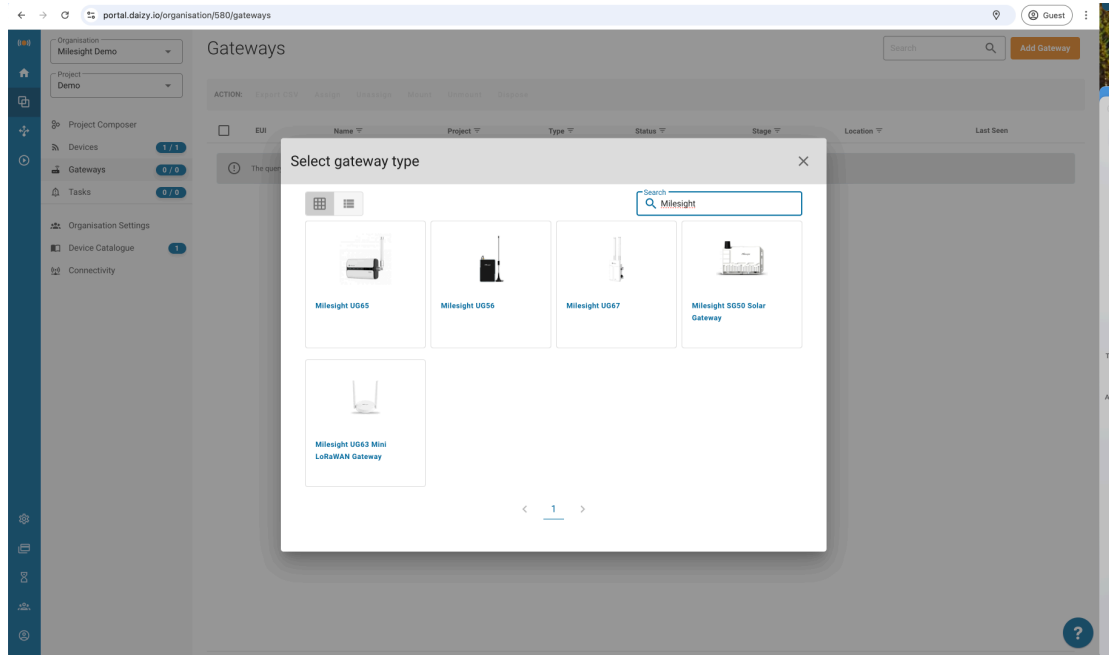 portal.daizy.io/organisation/580/gateways
Guest
Organisation
Milesight Demo
Project
Demo
Project Composer
Devices
1 / 1
Gateways
0 / 0
Tasks
0 / 0
Organisation Settings
Device Catalogue
1
Connectivity
Gateways
Search
Add Gateway
ACTION:
Assign
EUI
Name
Project
Type
Status
Stage
Location
Last Seen
The quer
Select gateway type
Search
Milesight
Milesight UG65
Milesight UG56
Milesight UG67
Milesight SG50 Solar
Gateway
Milesight UG63 Mini
LoRaWAN Gateway
1
?
T
A